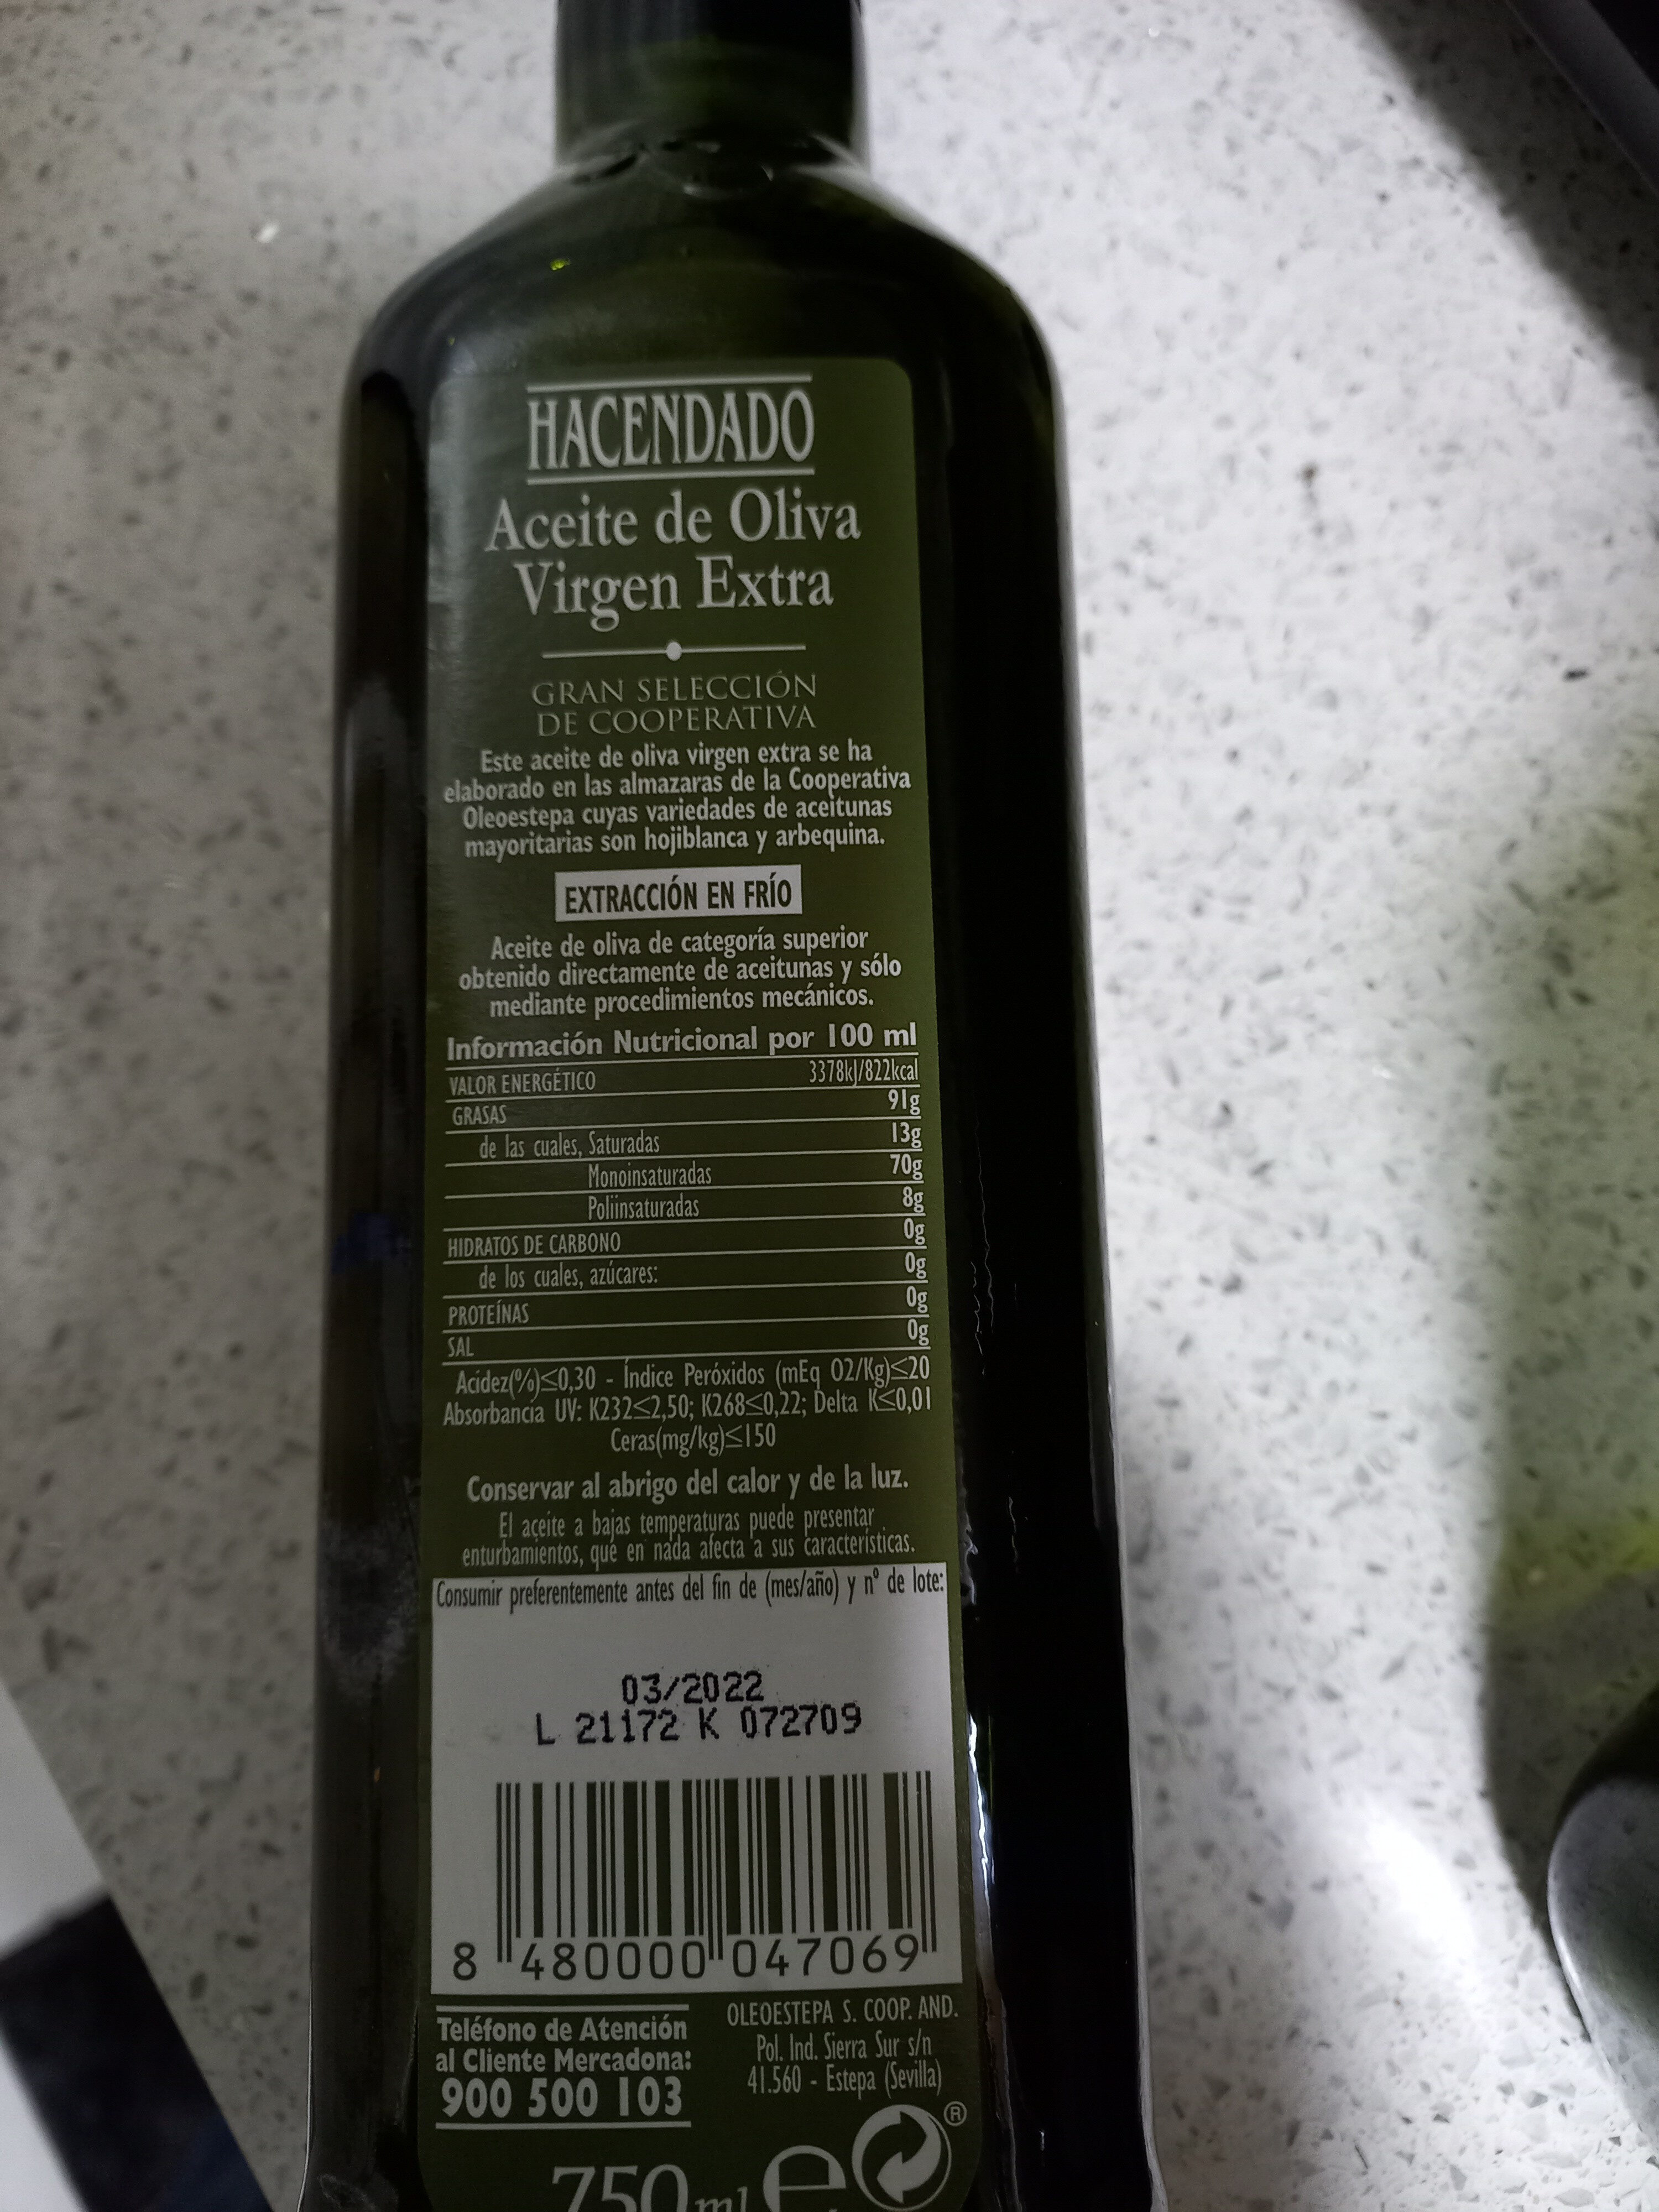 HACENDADO
Aceite de Oliva
Virgen Extra
GRAN SELECCIÓN
DE COOPERATIVA
Este aceite de oliva virgen extra se ha
elaborado en las almazaras de la Cooperativa
Oleoestepa cuyas variedades de aceitunas
mayoritarias son hojiblanca y arbequina.
EXTRACCIÓN EN FRÍO
Aceite de oliva de categoría superior
obtenido directamente de aceitunas y sólo
mediante procedimientos mecánicos.
Información Nutricional por 100 ml
VALOR ENERGÉTICO 3378kJ/822kcal
GRASAS 91g
de las cuales, Saturadas 13g
Monoinsaturadas 70g
Poliinsaturadas 8g
HIDRATOS DE CARBONO 0g
de los cuales, azúcares: 0g
PROTEÍNAS 0g
SAL 0g
Acidez(%)≤0,30 - Índice Peróxidos (mEq O2/Kg)≤20
Absorbancia UV: K232≤2,50; K268≤0,22; Delta K≤0,01
Ceras(mg/kg)≤150
Conservar al abrigo del calor y de la luz.
El aceite a bajas temperaturas puede presentar
enturbamientos, que en nada afecta a sus características.
Consumir preferentemente antes del fin de (mes/año) y nº de lote:
03/2022
L 21172 K 072709
8 480000 047069
Teléfono de Atención
al Cliente Mercadona:
900 500 103
OLEOESTEPA S. COOP. AND.
Pol. Ind. Sierra Sur s/n
41.560 - Estepa (Sevilla)
750 ml e ®